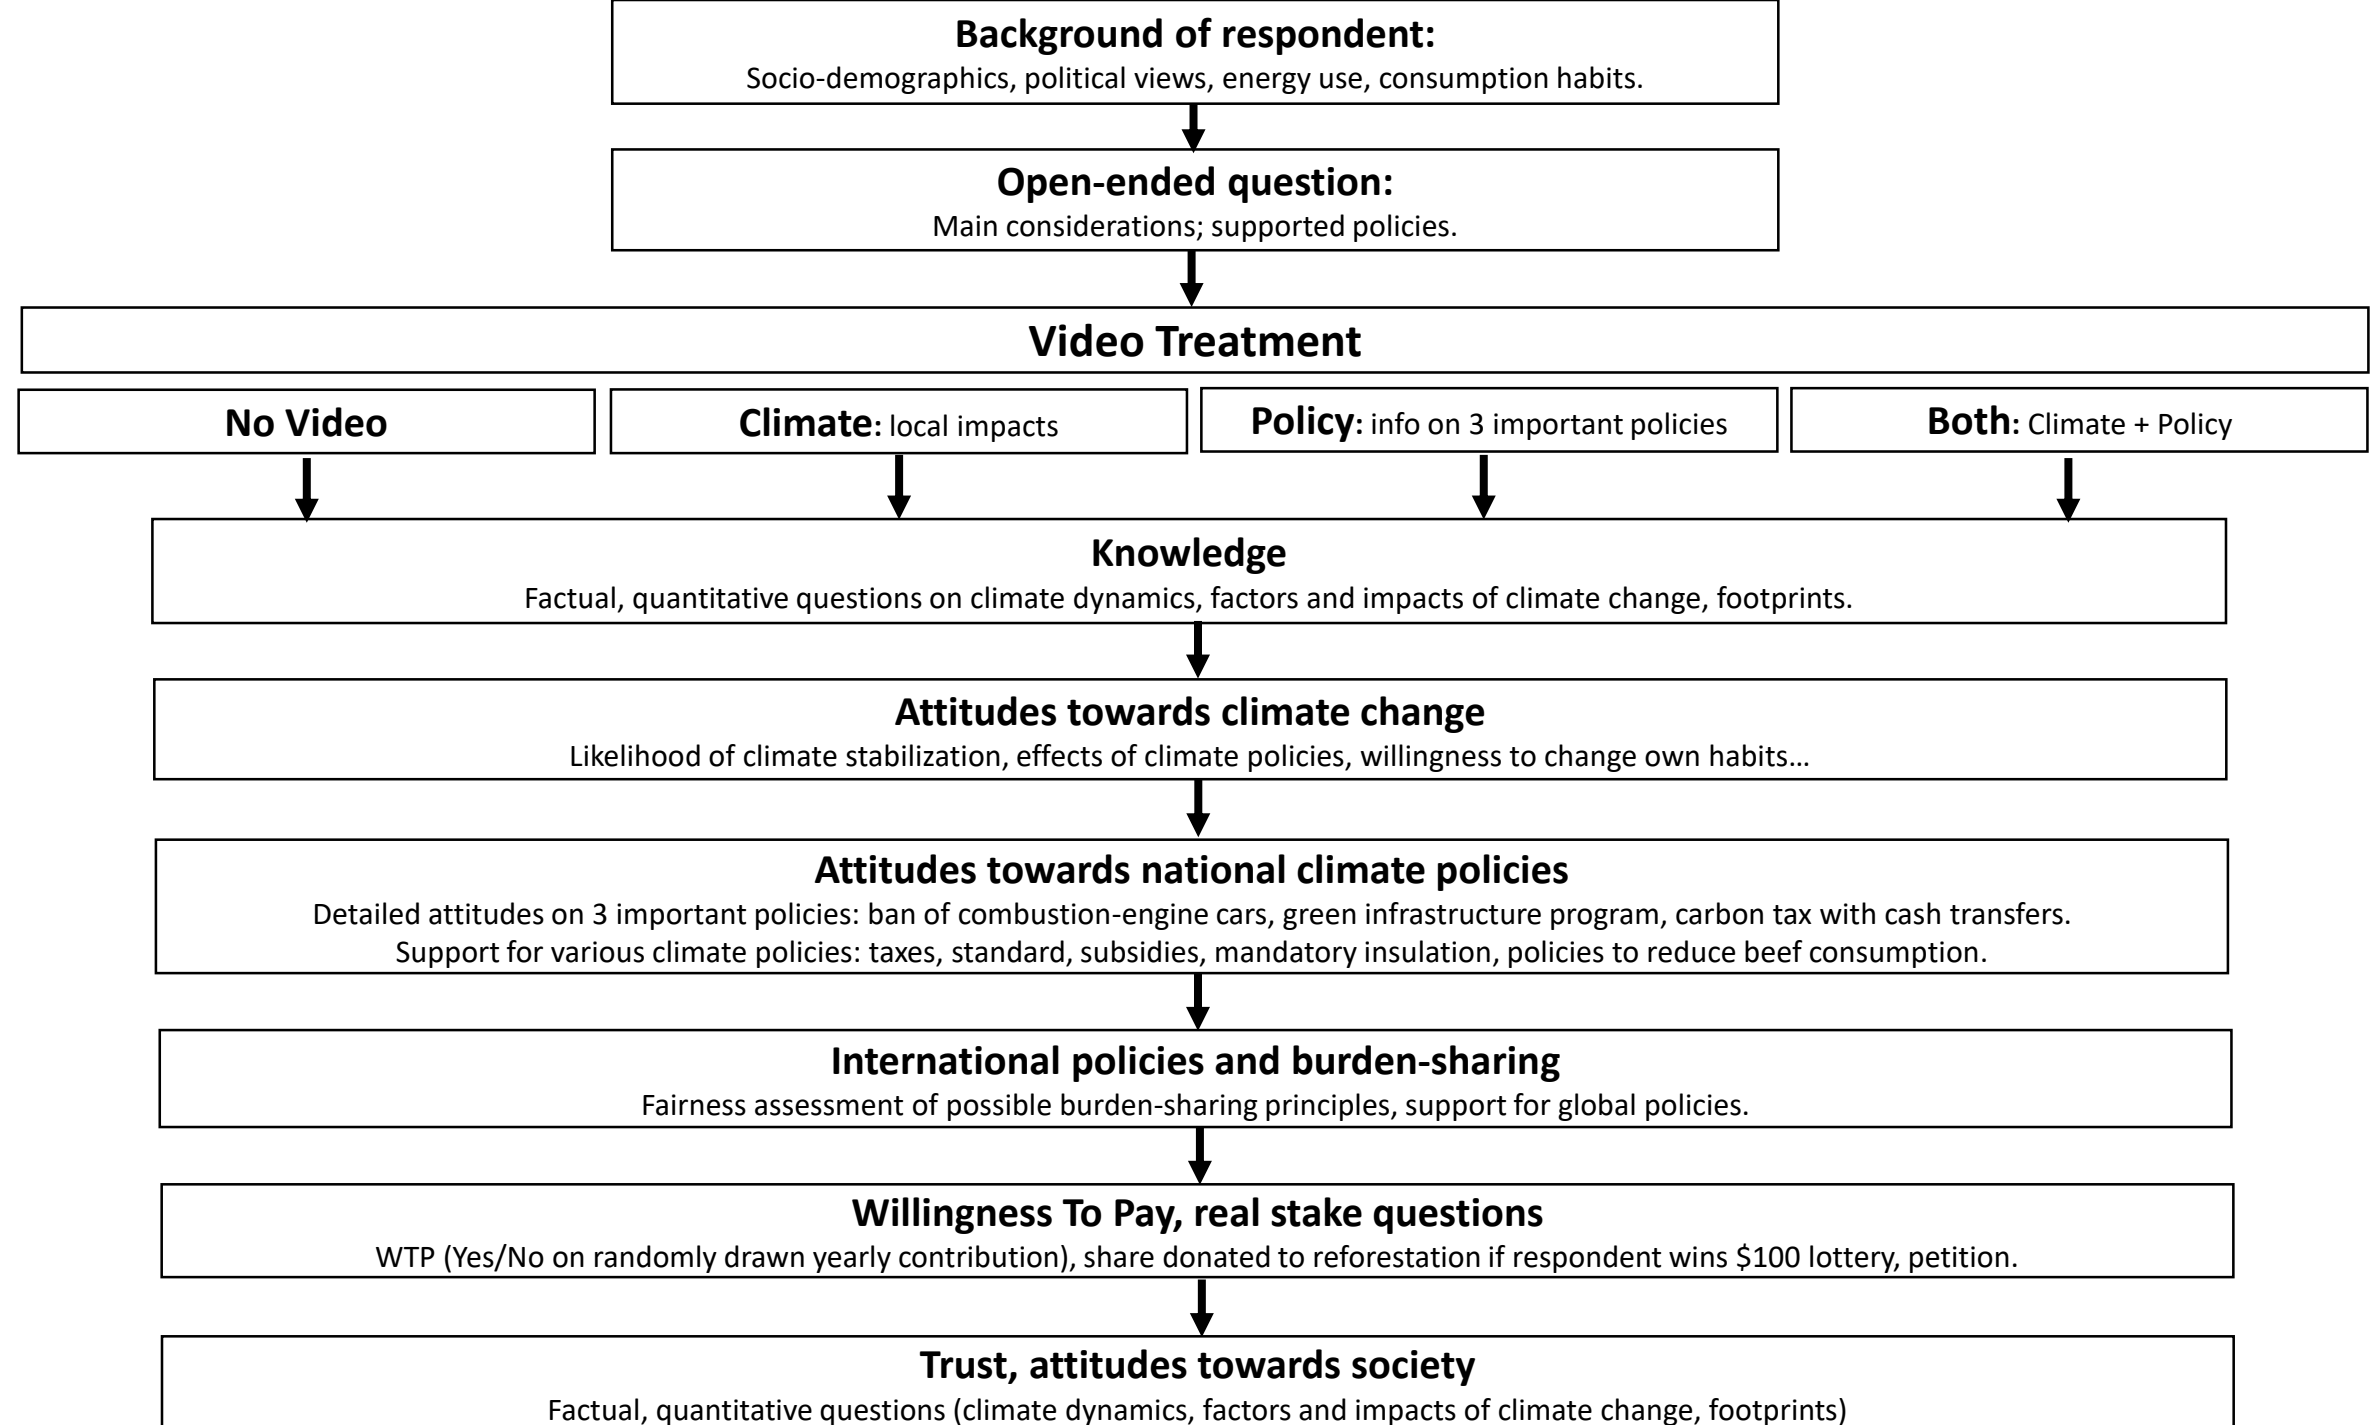 Background of respondent:
Socio-demographics, political views, energy use, consumption habits.
Open-ended question:
Main considerations; supported policies.
Video Treatment
No Video
Climate: local impacts
Policy: info on 3 important policies
Both: Climate + Policy
Knowledge
Factual, quantitative questions on climate dynamics, factors and impacts of climate change, footprints.
Attitudes towards climate change
Likelihood of climate stabilization, effects of climate policies, willingness to change own habits…
Attitudes towards national climate policies
Detailed attitudes on 3 important policies: ban of combustion-engine cars, green infrastructure program, carbon tax with cash transfers.
Support for various climate policies: taxes, standard, subsidies, mandatory insulation, policies to reduce beef consumption.
International policies and burden-sharing
Fairness assessment of possible burden-sharing principles, support for global policies.
Willingness To Pay, real stake questions
WTP (Yes/No on randomly drawn yearly contribution), share donated to reforestation if respondent wins $100 lottery, petition.
Trust, attitudes towards society
Factual, quantitative questions (climate dynamics, factors and impacts of climate change, footprints)